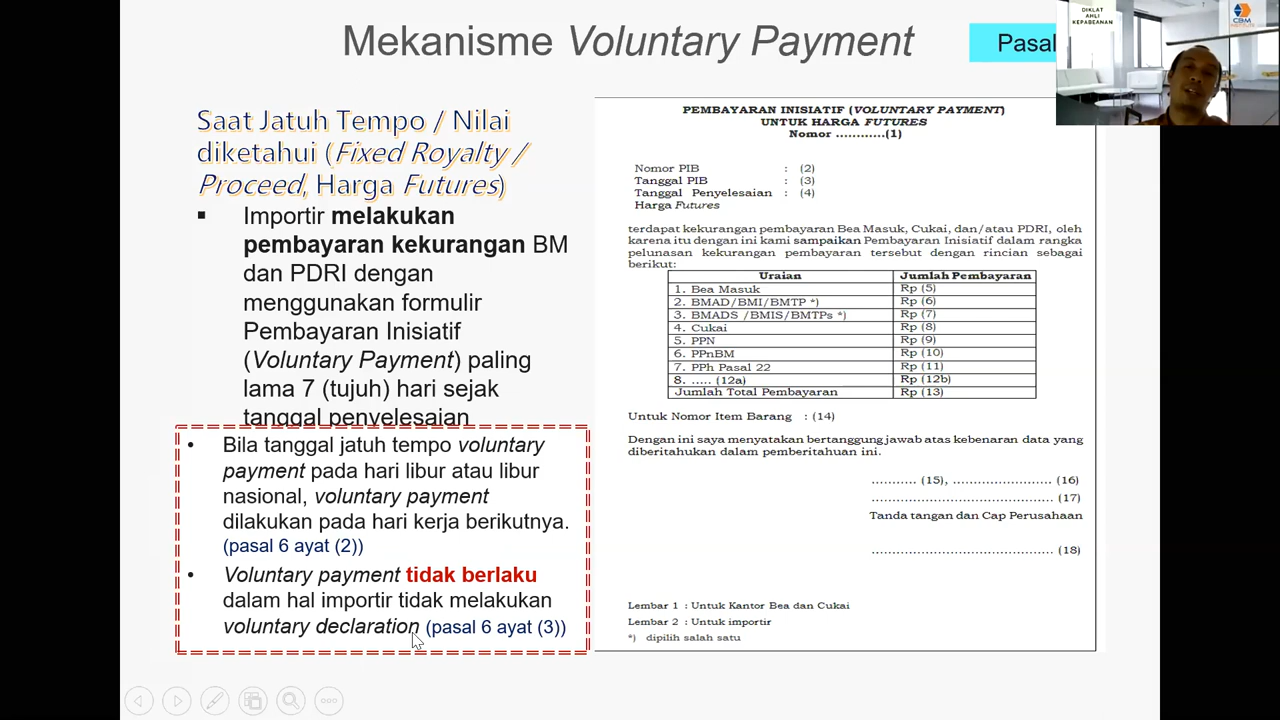 Mekanisme Voluntary Payment
Pasal
DIKLAT
AHLI
KEPABEANAN
CBM
Saat Jatuh Tempo / Nilai
diketahui (Fixed Royalty /
Proceed, Harga Futures)
▪ Importir melakukan
pembayaran kekurangan BM
dan PDRI dengan
menggunakan formulir
Pembayaran Inisiatif
(Voluntary Payment) paling
lama 7 (tujuh) hari sejak
tanggal penyelesaian
• Bila tanggal jatuh tempo voluntary
payment pada hari libur atau libur
nasional, voluntary payment
dilakukan pada hari kerja berikutnya.
(pasal 6 ayat (2))
• Voluntary payment tidak berlaku
dalam hal importir tidak melakukan
voluntary declaration (pasal 6 ayat (3))
PEMBAYARAN INISIATIF (VOLUNTARY PAYMENT)
UNTUK HARGA FUTURES
Nomor ...........(1)
Nomor PIB : (2)
Tanggal PIB : (3)
Tanggal Penyelesaian : (4)
Harga Futures
terdapat kekurangan pembayaran Bea Masuk, Cukai, dan/atau PDRI, oleh
karena itu dengan ini kami sampaikan Pembayaran Inisiatif dalam rangka
pelunasan kekurangan pembayaran tersebut dengan rincian sebagai
berikut:
Uraian Jumlah Pembayaran
1. Bea Masuk Rp (5)
2. BMAD/BMI/BMTP *) Rp (6)
3. BMADS /BMIS/BMTPs *) Rp (7)
4. Cukai Rp (8)
5. PPN Rp (9)
6. PPnBM Rp (10)
7. PPh Pasal 22 Rp (11)
8. ..... (12a) Rp (12b)
Jumlah Total Pembayaran Rp (13)
Untuk Nomor Item Barang : (14)
Dengan ini saya menyatakan bertanggung jawab atas kebenaran data yang
diberitahukan dalam pemberitahuan ini.
........... (15), ........................ (16)
............................................ (17)
Tanda tangan dan Cap Perusahaan
............................................ (18)
Lembar 1 : Untuk Kantor Bea dan Cukai
Lembar 2 : Untuk importir
*) dipilih salah satu